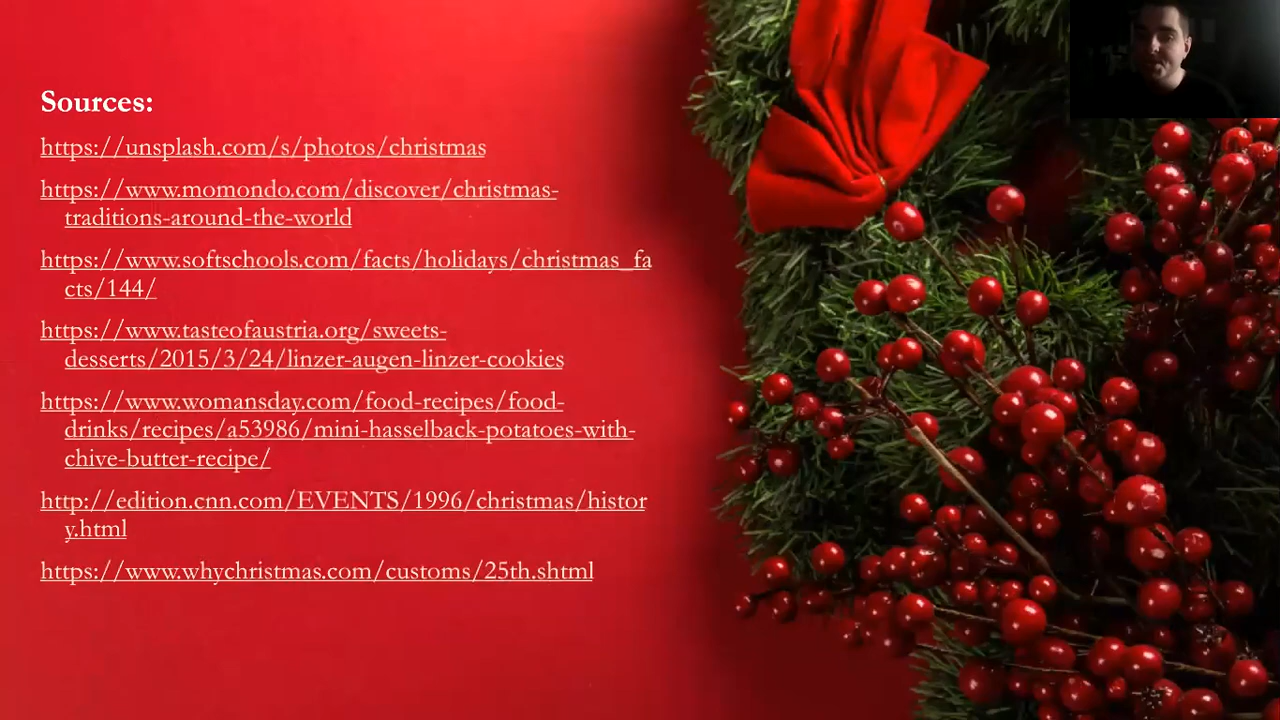 Sources:
https://unsplash.com/s/photos/christmas
https://www.momondo.com/discover/christmas-
traditions-around-the-world
https://www.softschools.com/facts/holidays/christmas_fa
cts/144/
https://www.tasteofaustria.org/sweets-
desserts/2015/3/24/linzer-augen-linzer-cookies
https://www.womansday.com/food-recipes/food-
drinks/recipes/a53986/mini-hasselback-potatoes-with-
chive-butter-recipe/
http://edition.cnn.com/EVENTS/1996/christmas/histor
y.html
https://www.whychristmas.com/customs/25th.shtml